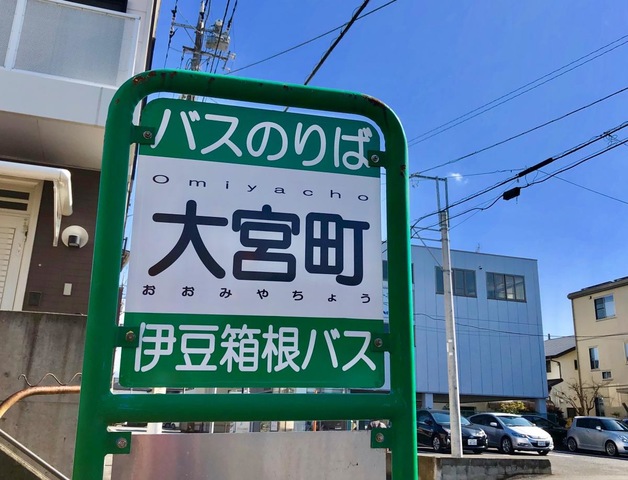 バスのりば
Omiyacho
大宮町
おおみやちょう
伊豆箱根バス